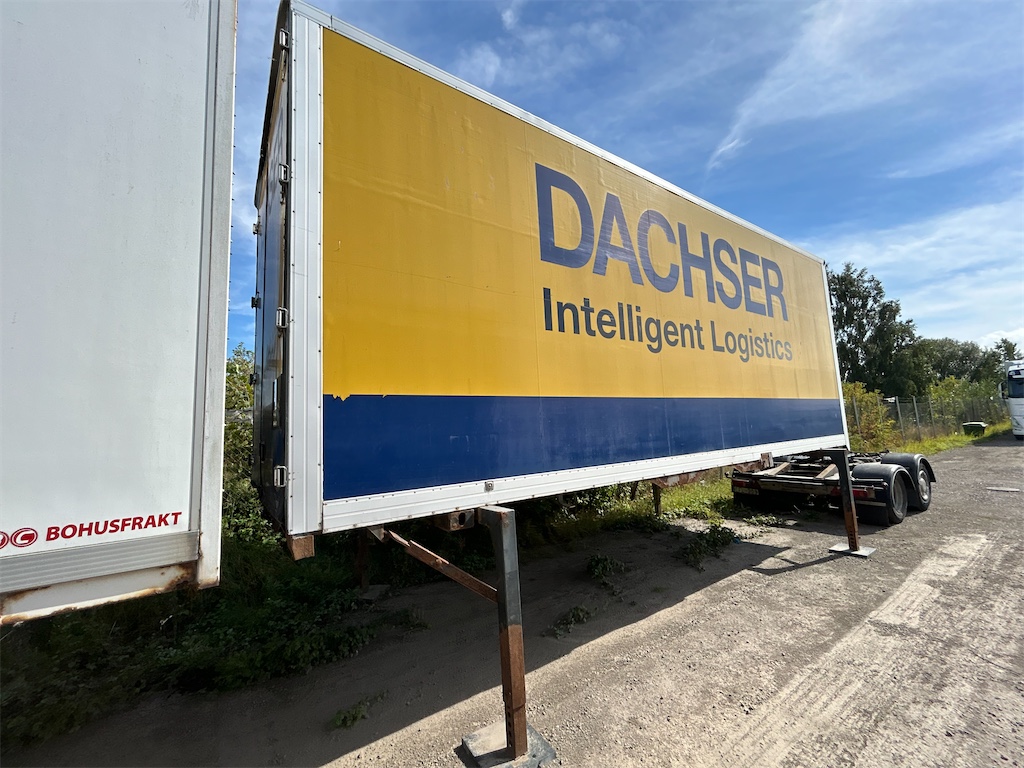 DACHSER
Intelligent Logistics
BOHUSFRAKT